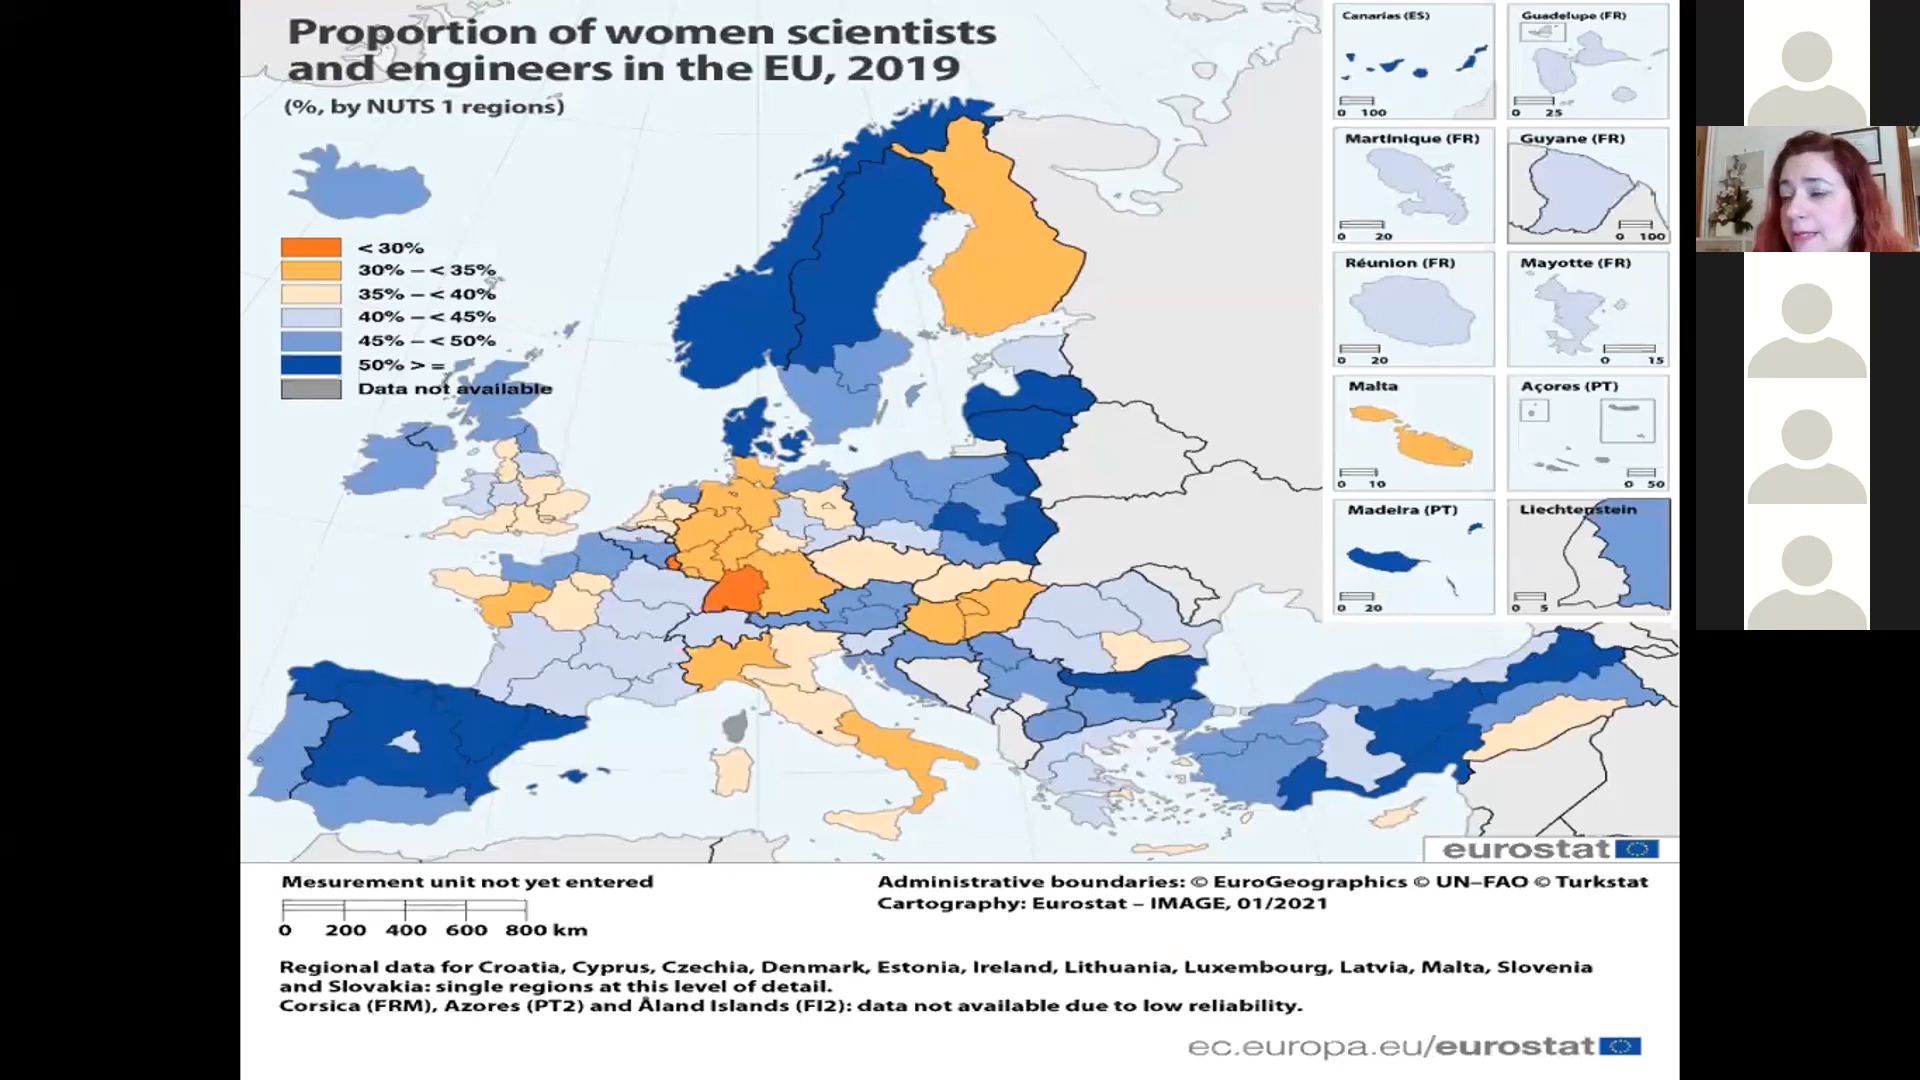 Proportion of women scientists
and engineers in the EU, 2019
(%, by NUTS 1 regions)
< 30%
30% – < 35%
35% – < 40%
40% – < 45%
45% – < 50%
50% > =
Data not available
Canarias (ES)
0 100
Guadelupe (FR)
0 25
Martinique (FR)
0 20
Guyane (FR)
0 100
Réunion (FR)
0 20
Mayotte (FR)
0 15
Malta
0 10
Açores (PT)
0 50
Madeira (PT)
0 20
Liechtenstein
0 5
eurostat
Mesurement unit not yet entered
0 200 400 600 800 km
Administrative boundaries: © EuroGeographics © UN–FAO © Turkstat
Cartography: Eurostat – IMAGE, 01/2021
Regional data for Croatia, Cyprus, Czechia, Denmark, Estonia, Ireland, Lithuania, Luxembourg, Latvia, Malta, Slovenia
and Slovakia: single regions at this level of detail.
Corsica (FRM), Azores (PT2) and Åland Islands (FI2): data not available due to low reliability.
ec.europa.eu/eurostat